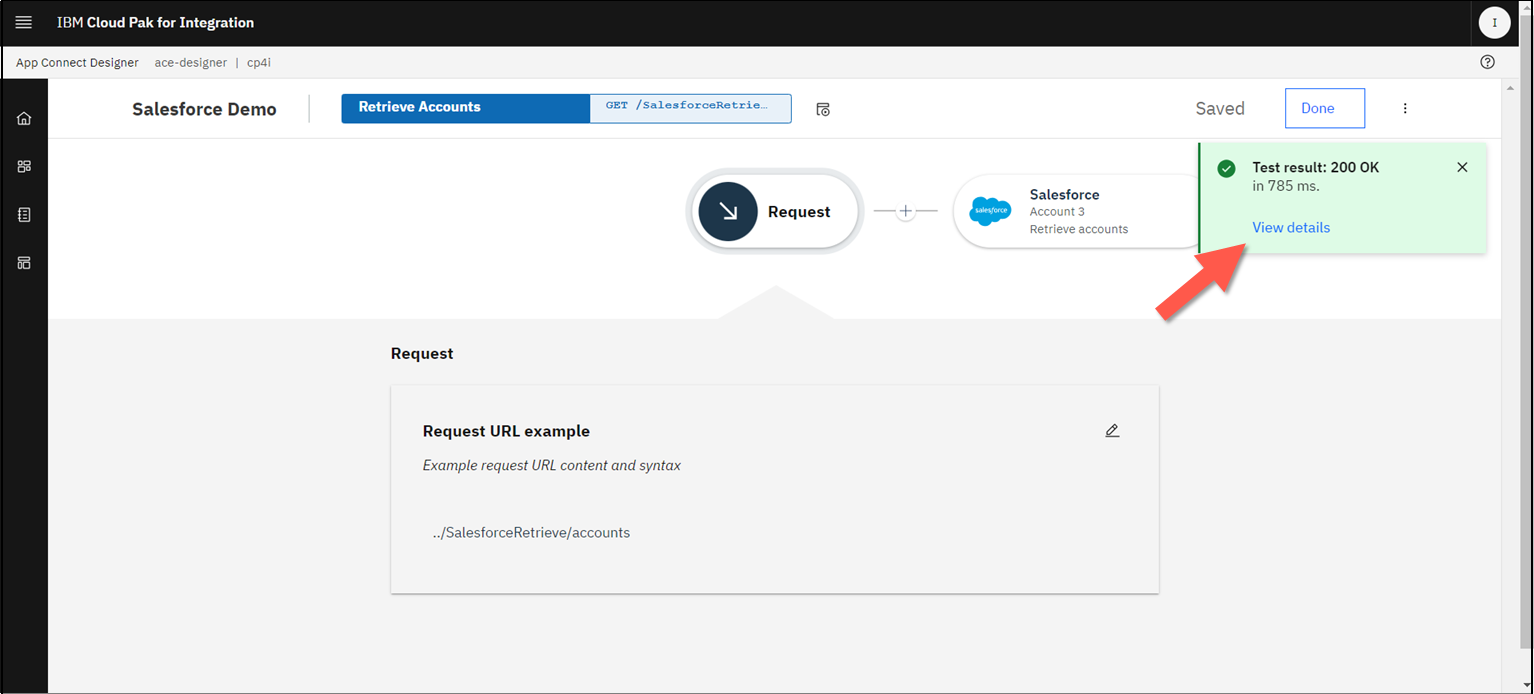 IBM Cloud Pak for Integration
I
App Connect Designer ace-designer | cp4i
Salesforce Demo
Retrieve Accounts
GET /SalesforceRetrie…
Saved
Done
Request
salesforce
Salesforce
Account 3
Retrieve accounts
Test result: 200 OK
in 785 ms.
View details
Request
Request URL example
Example request URL content and syntax
../SalesforceRetrieve/accounts